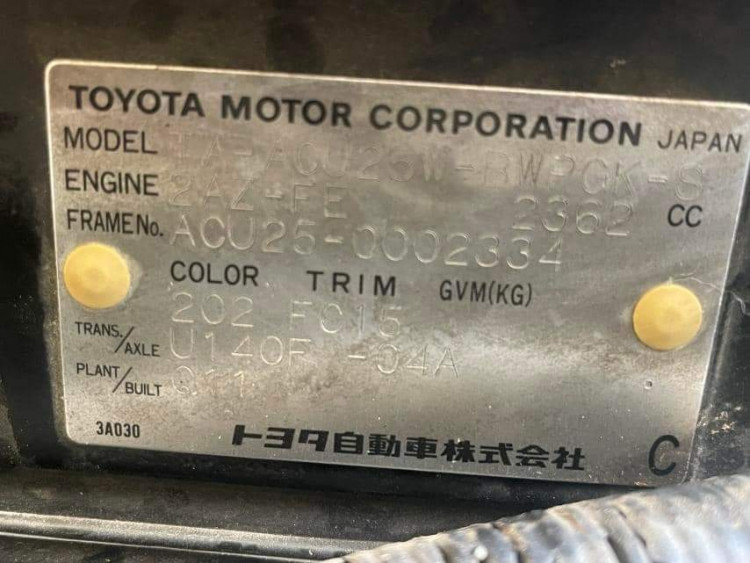 TOYOTA MOTOR CORPORATION JAPAN
MODEL TA-ACU25W-RWPGK-S
ENGINE 2AZ-FE 2362 CC
FRAME No. ACU25-0002334
COLOR TRIM GVM(KG)
202 FC15
TRANS./AXLE U140F -04A
PLANT/BUILT
3A030 トヨタ自動車株式会社 C